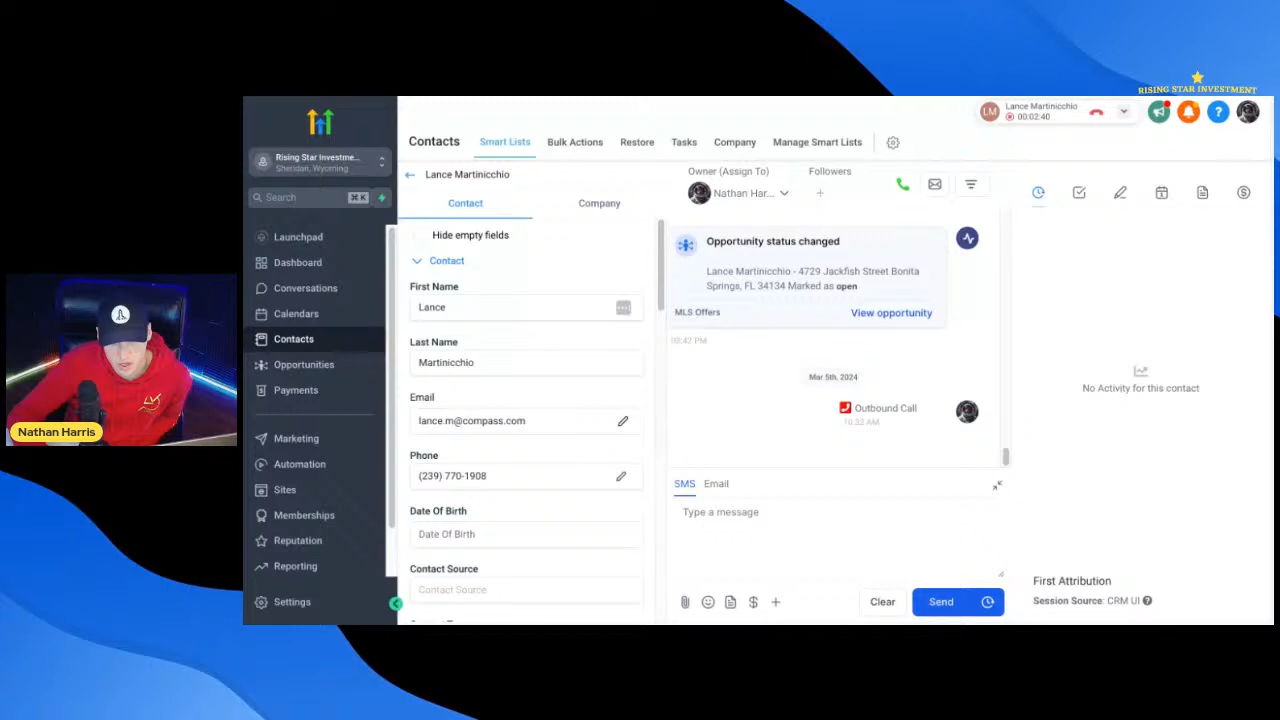 RISING STAR INVESTMENT
LM
Lance Martinicchio
00:02:40
Contacts
Smart Lists
Bulk Actions
Restore
Tasks
Company
Manage Smart Lists
Rising Star Investme...
Sheridan, Wyoming
Search
⌘ K
Launchpad
Dashboard
Conversations
Calendars
Contacts
Opportunities
Payments
Marketing
Automation
Sites
Memberships
Reputation
Reporting
Settings
Nathan Harris
Lance Martinicchio
Contact
Company
Hide empty fields
Contact
First Name
Lance
Last Name
Martinicchio
Email
lance.m@compass.com
Phone
(239) 770-1908
Date Of Birth
Date Of Birth
Contact Source
Contact Source
Owner (Assign To)
Nathan Har...
Followers
+
Opportunity status changed
Lance Martinicchio - 4729 Jackfish Street Bonita
Springs, FL 34134 Marked as open
MLS Offers
View opportunity
Mar 5th, 2024
Outbound Call
10:32 AM
SMS
Email
Type a message
Clear
Send
No Activity for this contact
First Attribution
Session Source: CRM UI